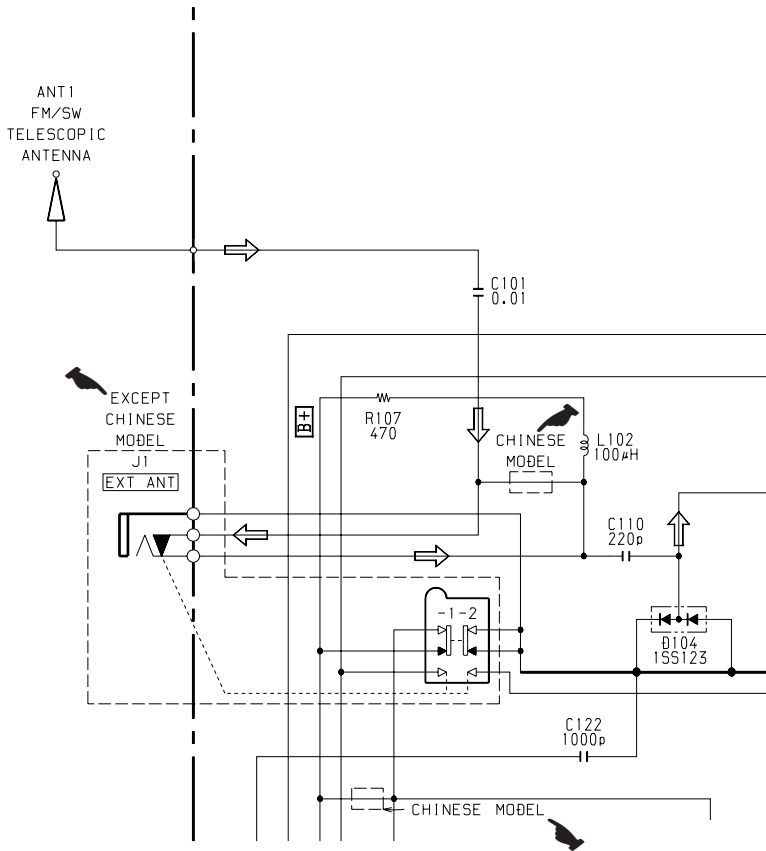 ANT1
FM/SW
TELESCOPIC
ANTENNA
C101
0.01
EXCEPT
CHINESE
MODEL
J1
EXT ANT
B+
R107
470
CHINESE
MODEL
L102
100μH
C110
220p
-1-2
D104
1SS123
C122
1000p
CHINESE MODEL